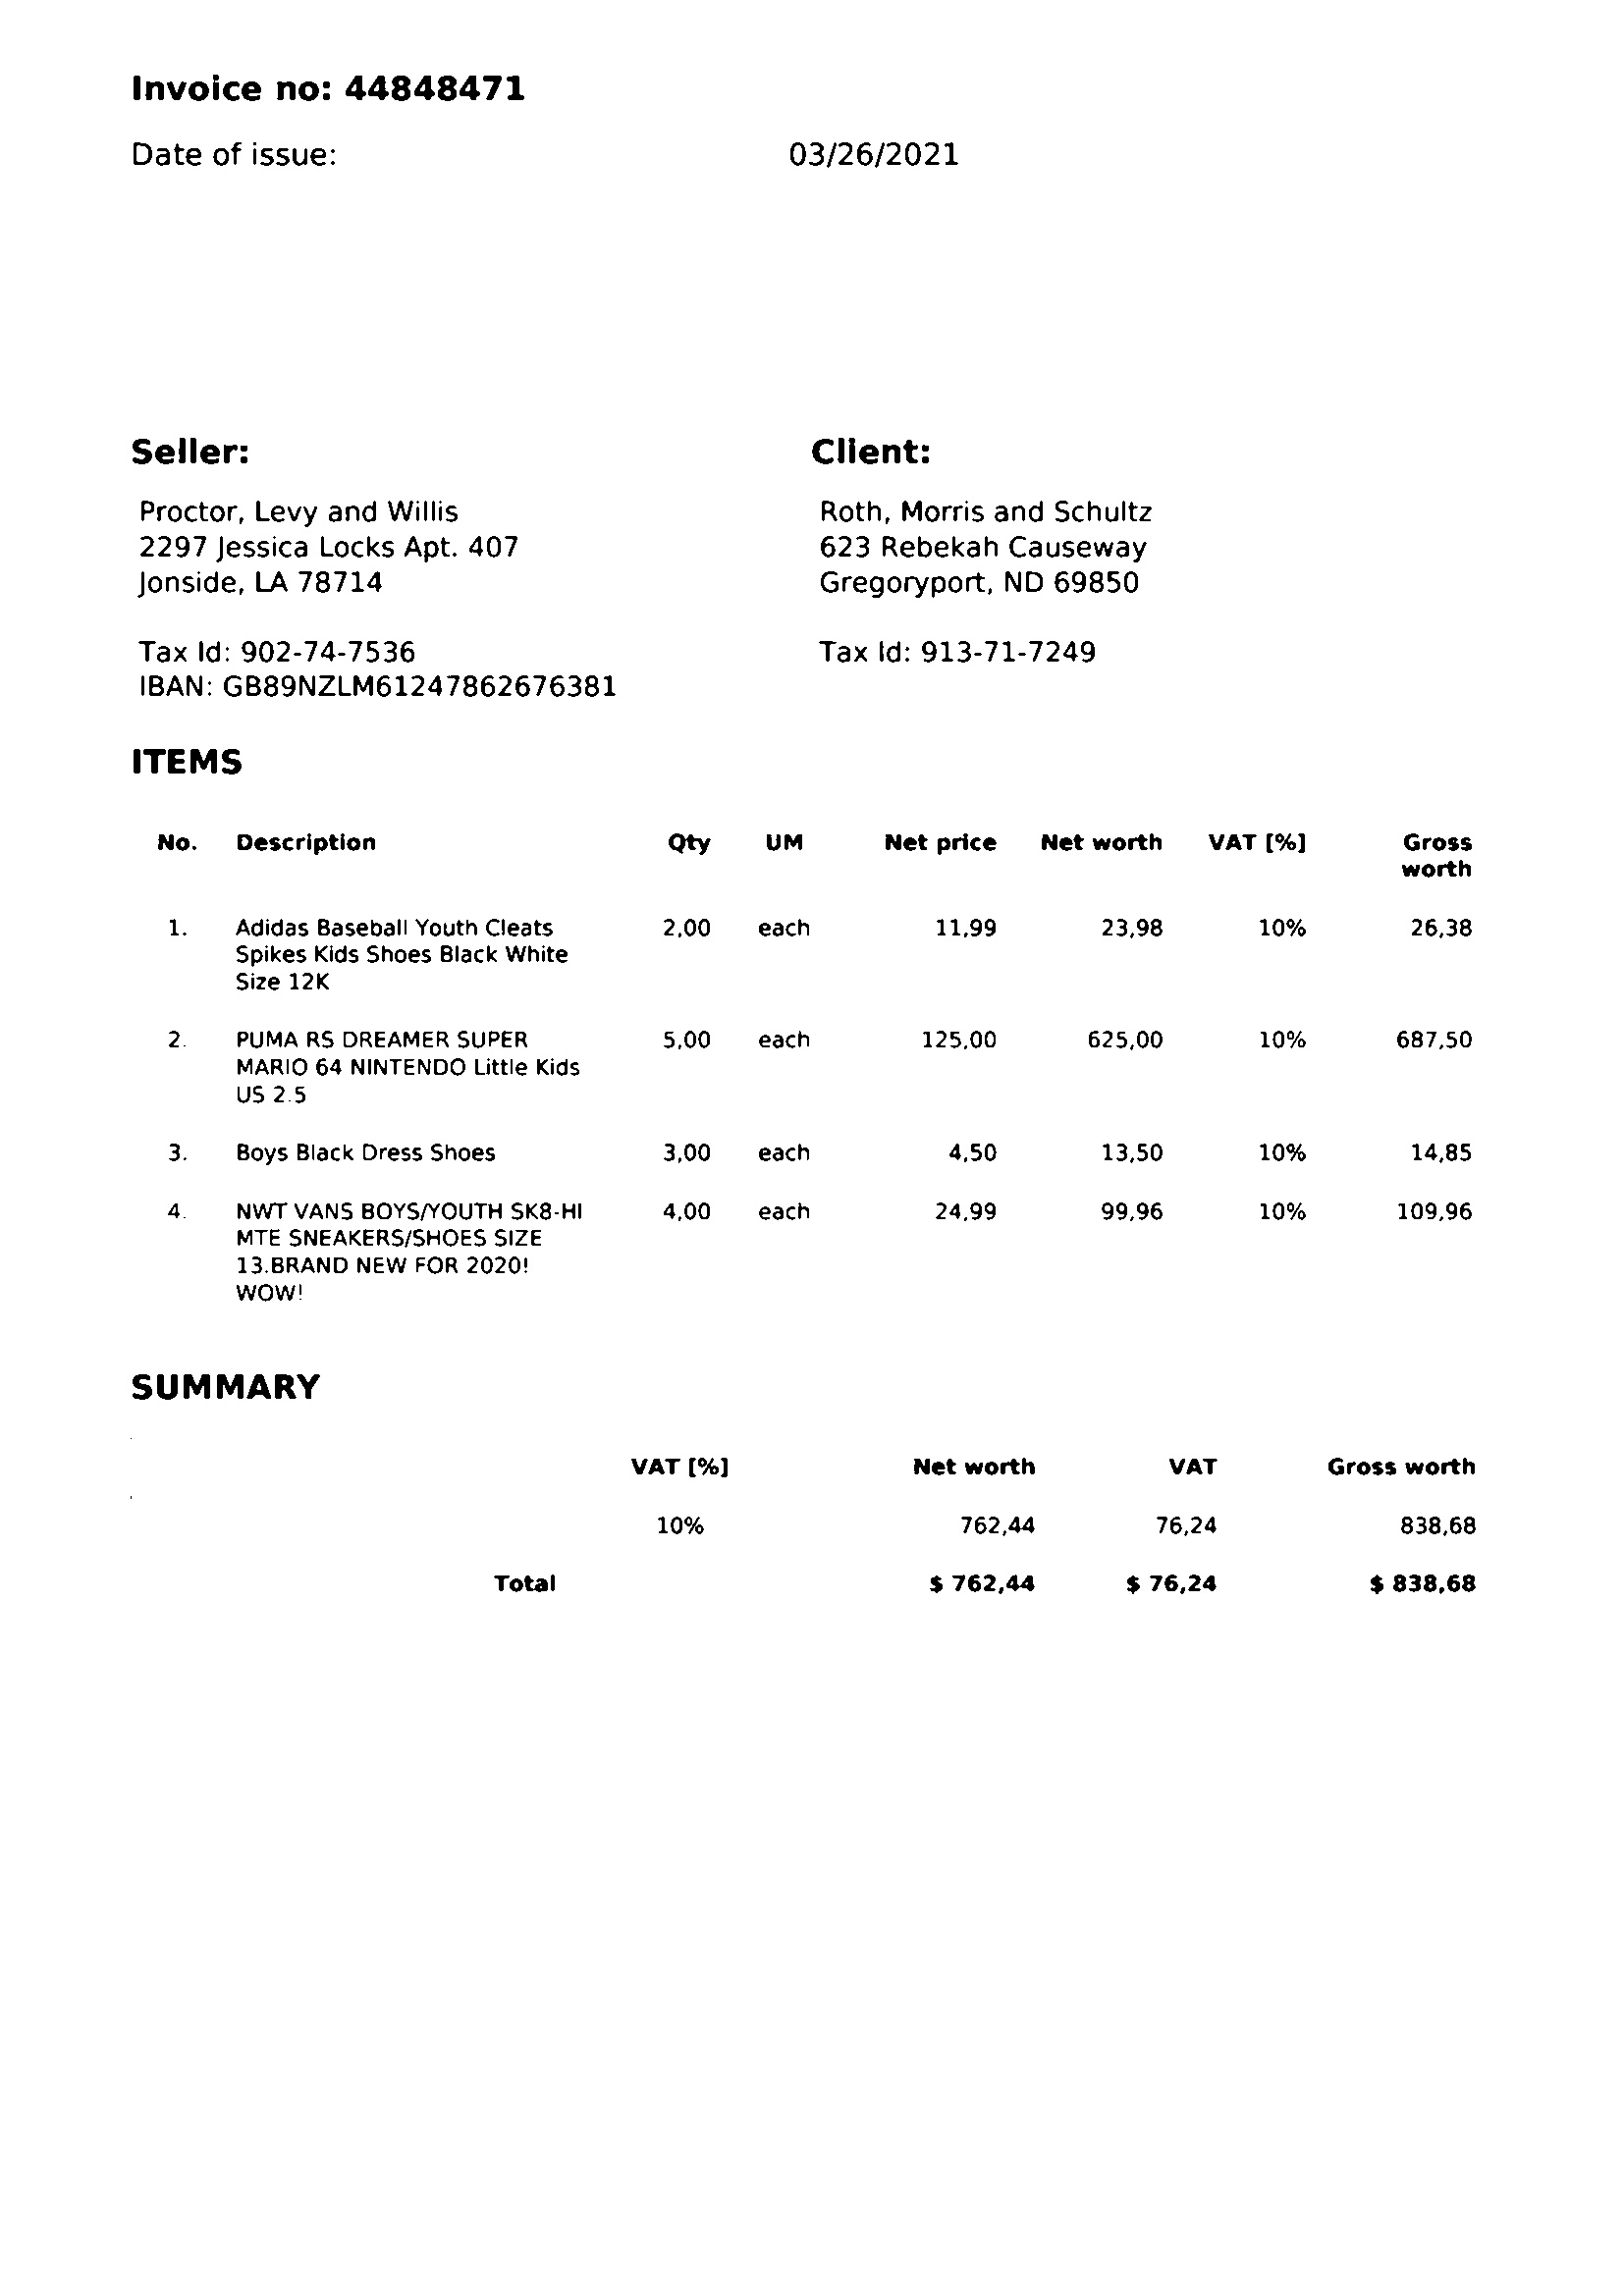 Invoice no: 44848471
Date of issue: 03/26/2021
Seller: Client:
Proctor, Levy and Willis Roth, Morris and Schultz
2297 Jessica Locks Apt. 407 623 Rebekah Causeway
Jonside, LA 78714 Gregoryport, ND 69850
Tax Id: 902-74-7536 Tax Id: 913-71-7249
IBAN: GB89NZLM61247862676381
ITEMS
No. Description Qty UM Net price Net worth VAT [%] Gross
worth
1. Adidas Baseball Youth Cleats 2,00 each 11,99 23,98 10% 26,38
Spikes Kids Shoes Black White
Size 12K
2. PUMA RS DREAMER SUPER 5,00 each 125,00 625,00 10% 687,50
MARIO 64 NINTENDO Little Kids
US 2.5
3. Boys Black Dress Shoes 3,00 each 4,50 13,50 10% 14,85
4. NWT VANS BOYS/YOUTH SK8-HI 4,00 each 24,99 99,96 10% 109,96
MTE SNEAKERS/SHOES SIZE
13.BRAND NEW FOR 2020!
WOW!
SUMMARY
VAT [%] Net worth VAT Gross worth
10% 762,44 76,24 838,68
Total $ 762,44 $ 76,24 $ 838,68